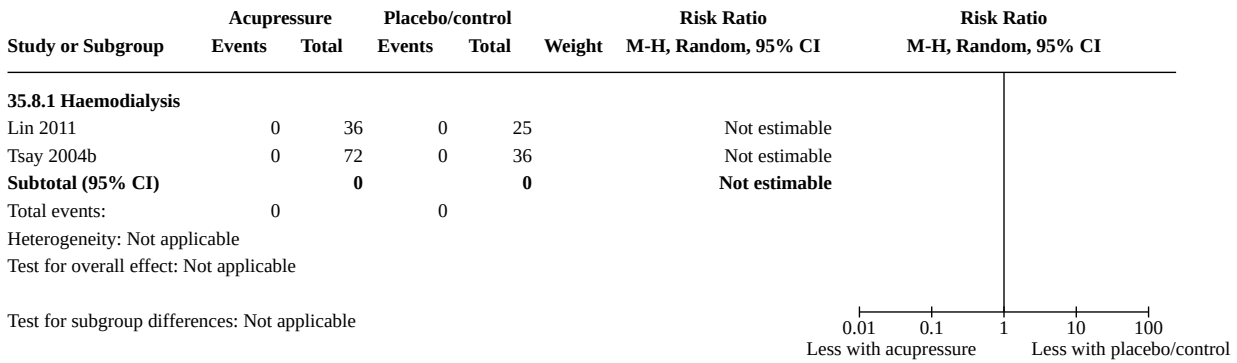 Acupressure Placebo/control Risk Ratio Risk Ratio
Study or Subgroup Events Total Events Total Weight M-H, Random, 95% CI M-H, Random, 95% CI
35.8.1 Haemodialysis
Lin 2011 0 36 0 25 Not estimable
Tsay 2004b 0 72 0 36 Not estimable
Subtotal (95% CI) 0 0 Not estimable
Total events: 0 0
Heterogeneity: Not applicable
Test for overall effect: Not applicable
Test for subgroup differences: Not applicable
0.01 0.1 1 10 100
Less with acupressure Less with placebo/control